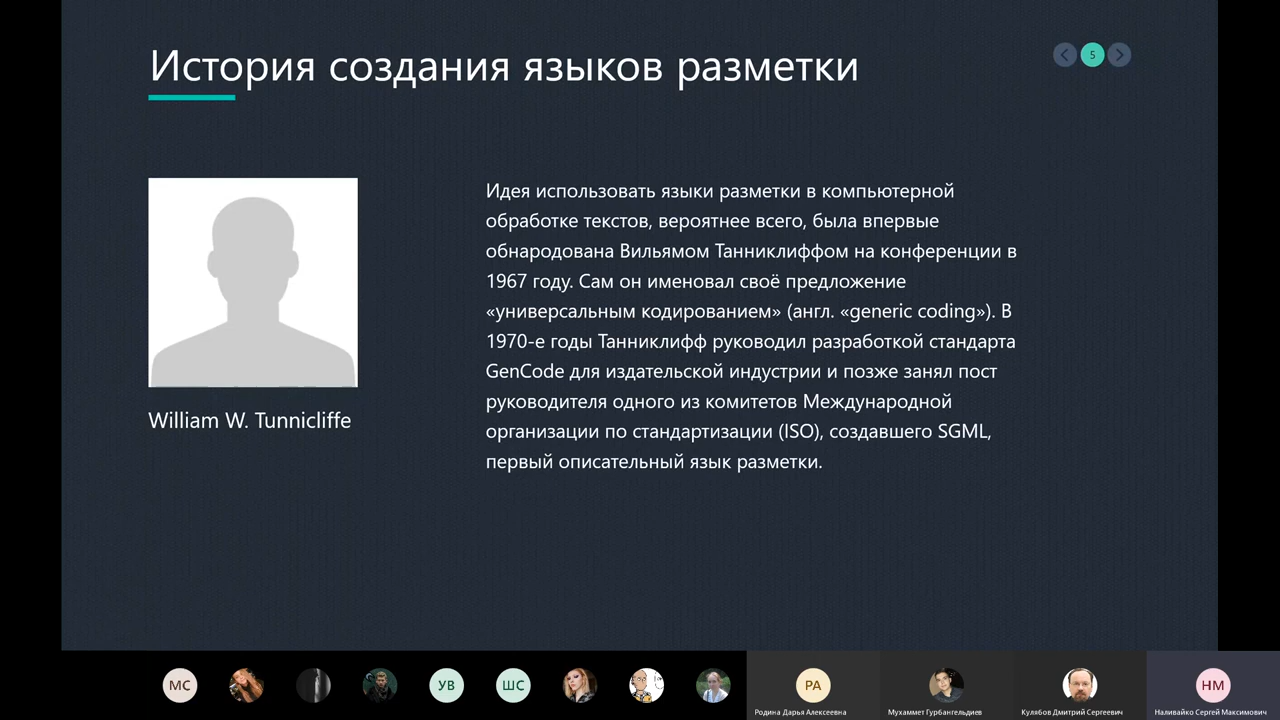 История создания языков разметки
5
Идея использовать языки разметки в компьютерной
обработке текстов, вероятнее всего, была впервые
обнародована Вильямом Танниклиффом на конференции в
1967 году. Сам он именовал своё предложение
«универсальным кодированием» (англ. «generic coding»). В
1970-е годы Танниклифф руководил разработкой стандарта
GenCode для издательской индустрии и позже занял пост
руководителя одного из комитетов Международной
организации по стандартизации (ISO), создавшего SGML,
первый описательный язык разметки.
William W. Tunnicliffe
МС
УВ
ШС
РА
НМ
Родина Дарья Алексеевна
Мухаммет Гурбангельдиев
Кулябов Дмитрий Сергеевич
Наливайко Сергей Максимович